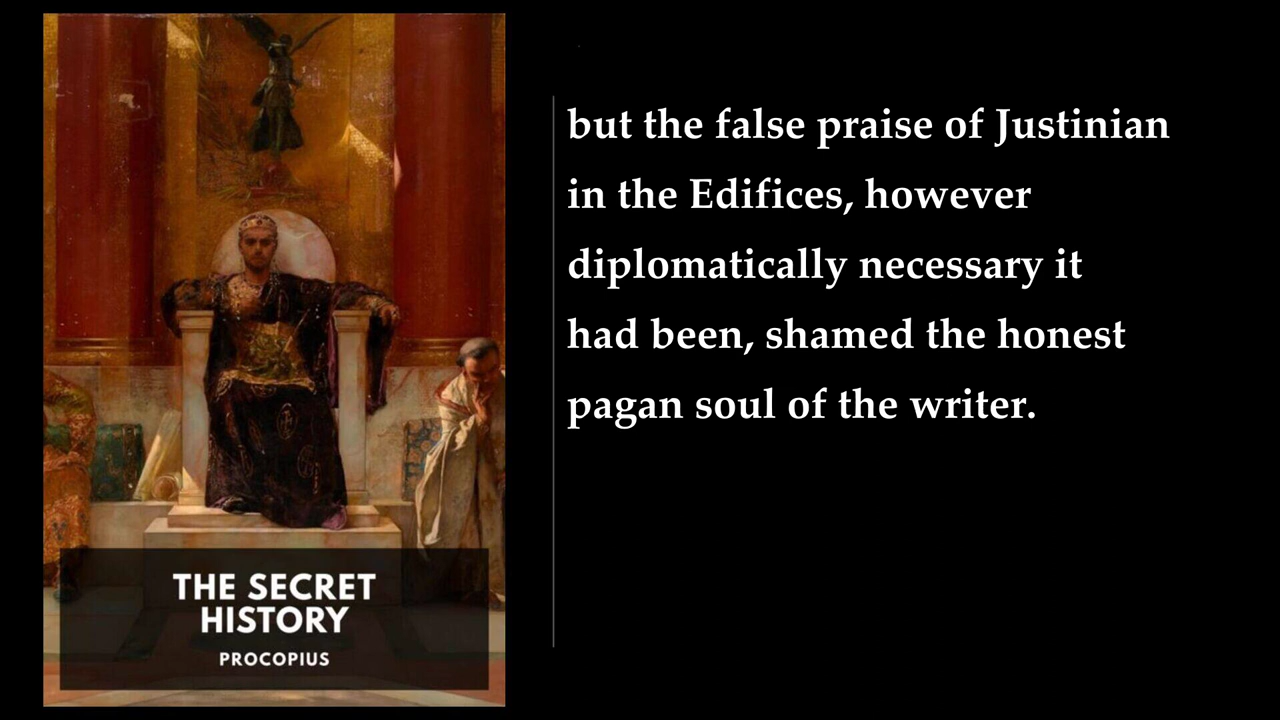 but the false praise of Justinian
in the Edifices, however
diplomatically necessary it
had been, shamed the honest
pagan soul of the writer.
THE SECRET
HISTORY
PROCOPIUS